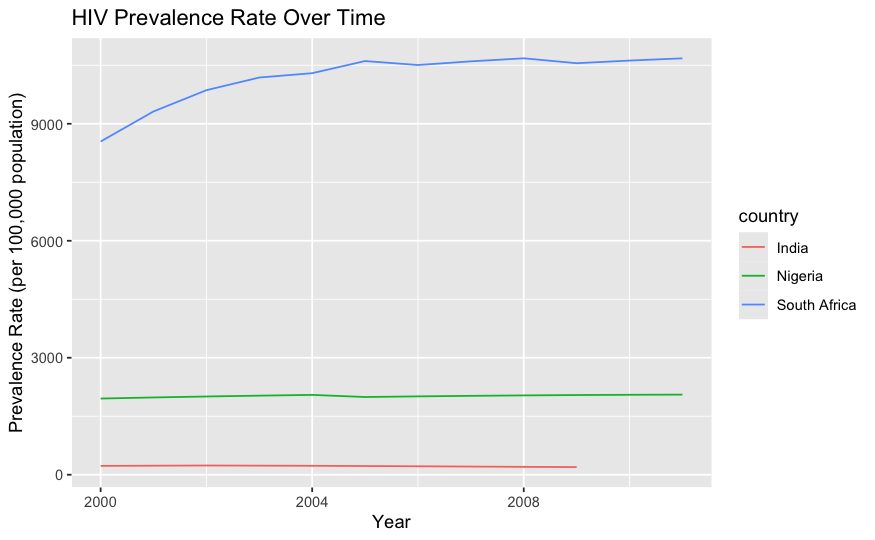 HIV Prevalence Rate Over Time
Prevalence Rate (per 100,000 population)
9000
6000
3000
0
2000
2004
2008
Year
country
India
Nigeria
South Africa